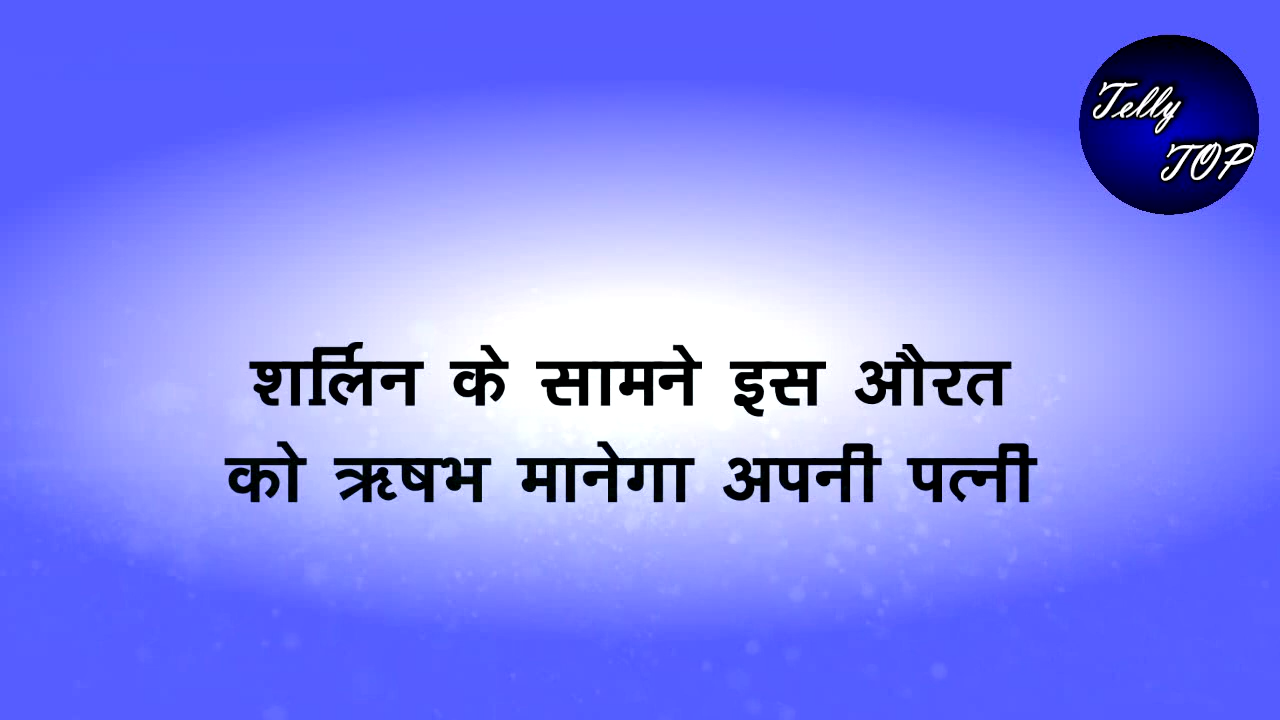 Telly
TOP
शर्लिन के सामने इस औरत
को ऋषभ मानेगा अपनी पत्नी